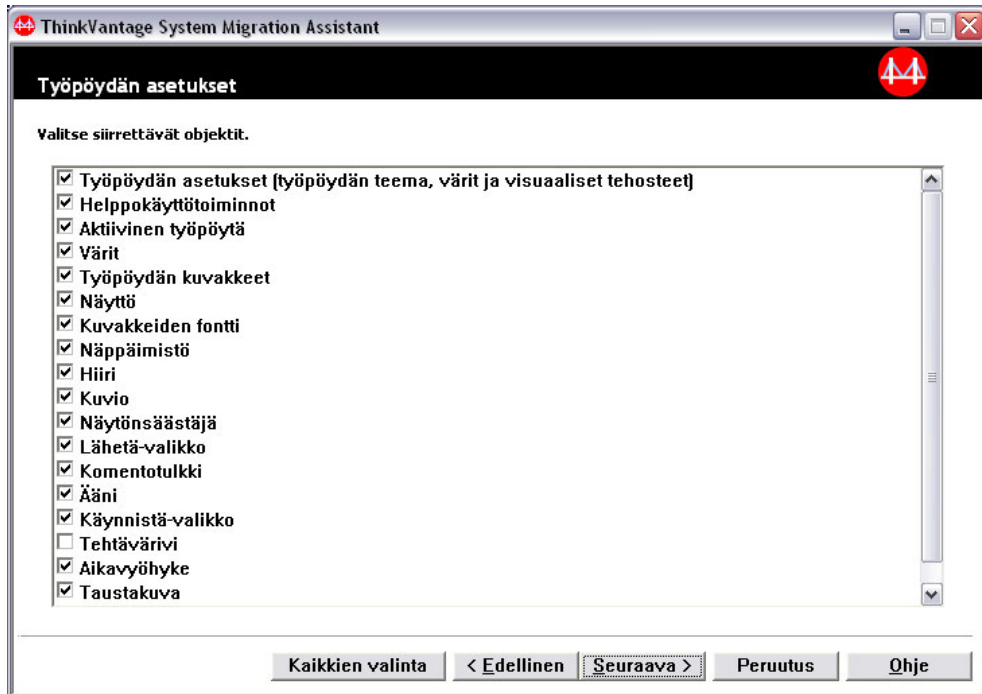 ThinkVantage System Migration Assistant
Työpöydän asetukset
Valitse siirrettävät objektit.
Työpöydän asetukset (työpöydän teema, värit ja visuaaliset tehosteet)
Helppokäyttötoiminnot
Aktiivinen työpöytä
Värit
Työpöydän kuvakkeet
Näyttö
Kuvakkeiden fontti
Näppäimistö
Hiiri
Kuvio
Näytönsäästäjä
Lähetä-valikko
Komentotulkki
Ääni
Käynnistä-valikko
Tehtävärivi
Aikavyöhyke
Taustakuva
Kaikkien valinta < Edellinen Seuraava > Peruutus Ohje